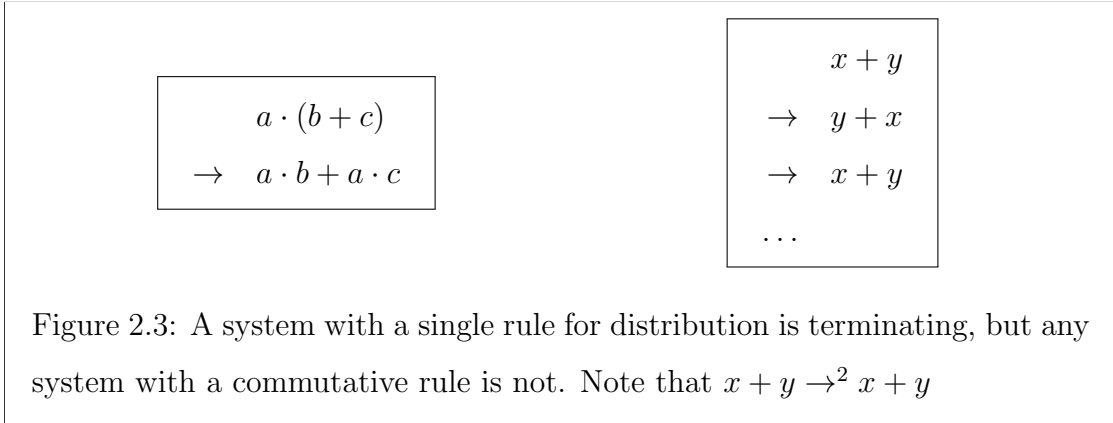 a · (b + c)
→ a · b + a · c
x + y
→ y + x
→ x + y
...
Figure 2.3: A system with a single rule for distribution is terminating, but any
system with a commutative rule is not. Note that x + y →² x + y